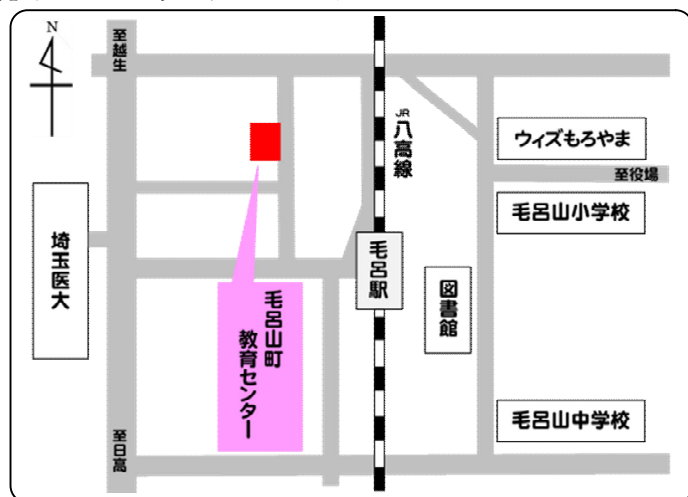 N
至越生
JR
八高線
ウィズもろやま
至役場
毛呂山小学校
埼玉医大
毛呂駅
図書館
毛呂山町
教育センター
毛呂山中学校
至日高